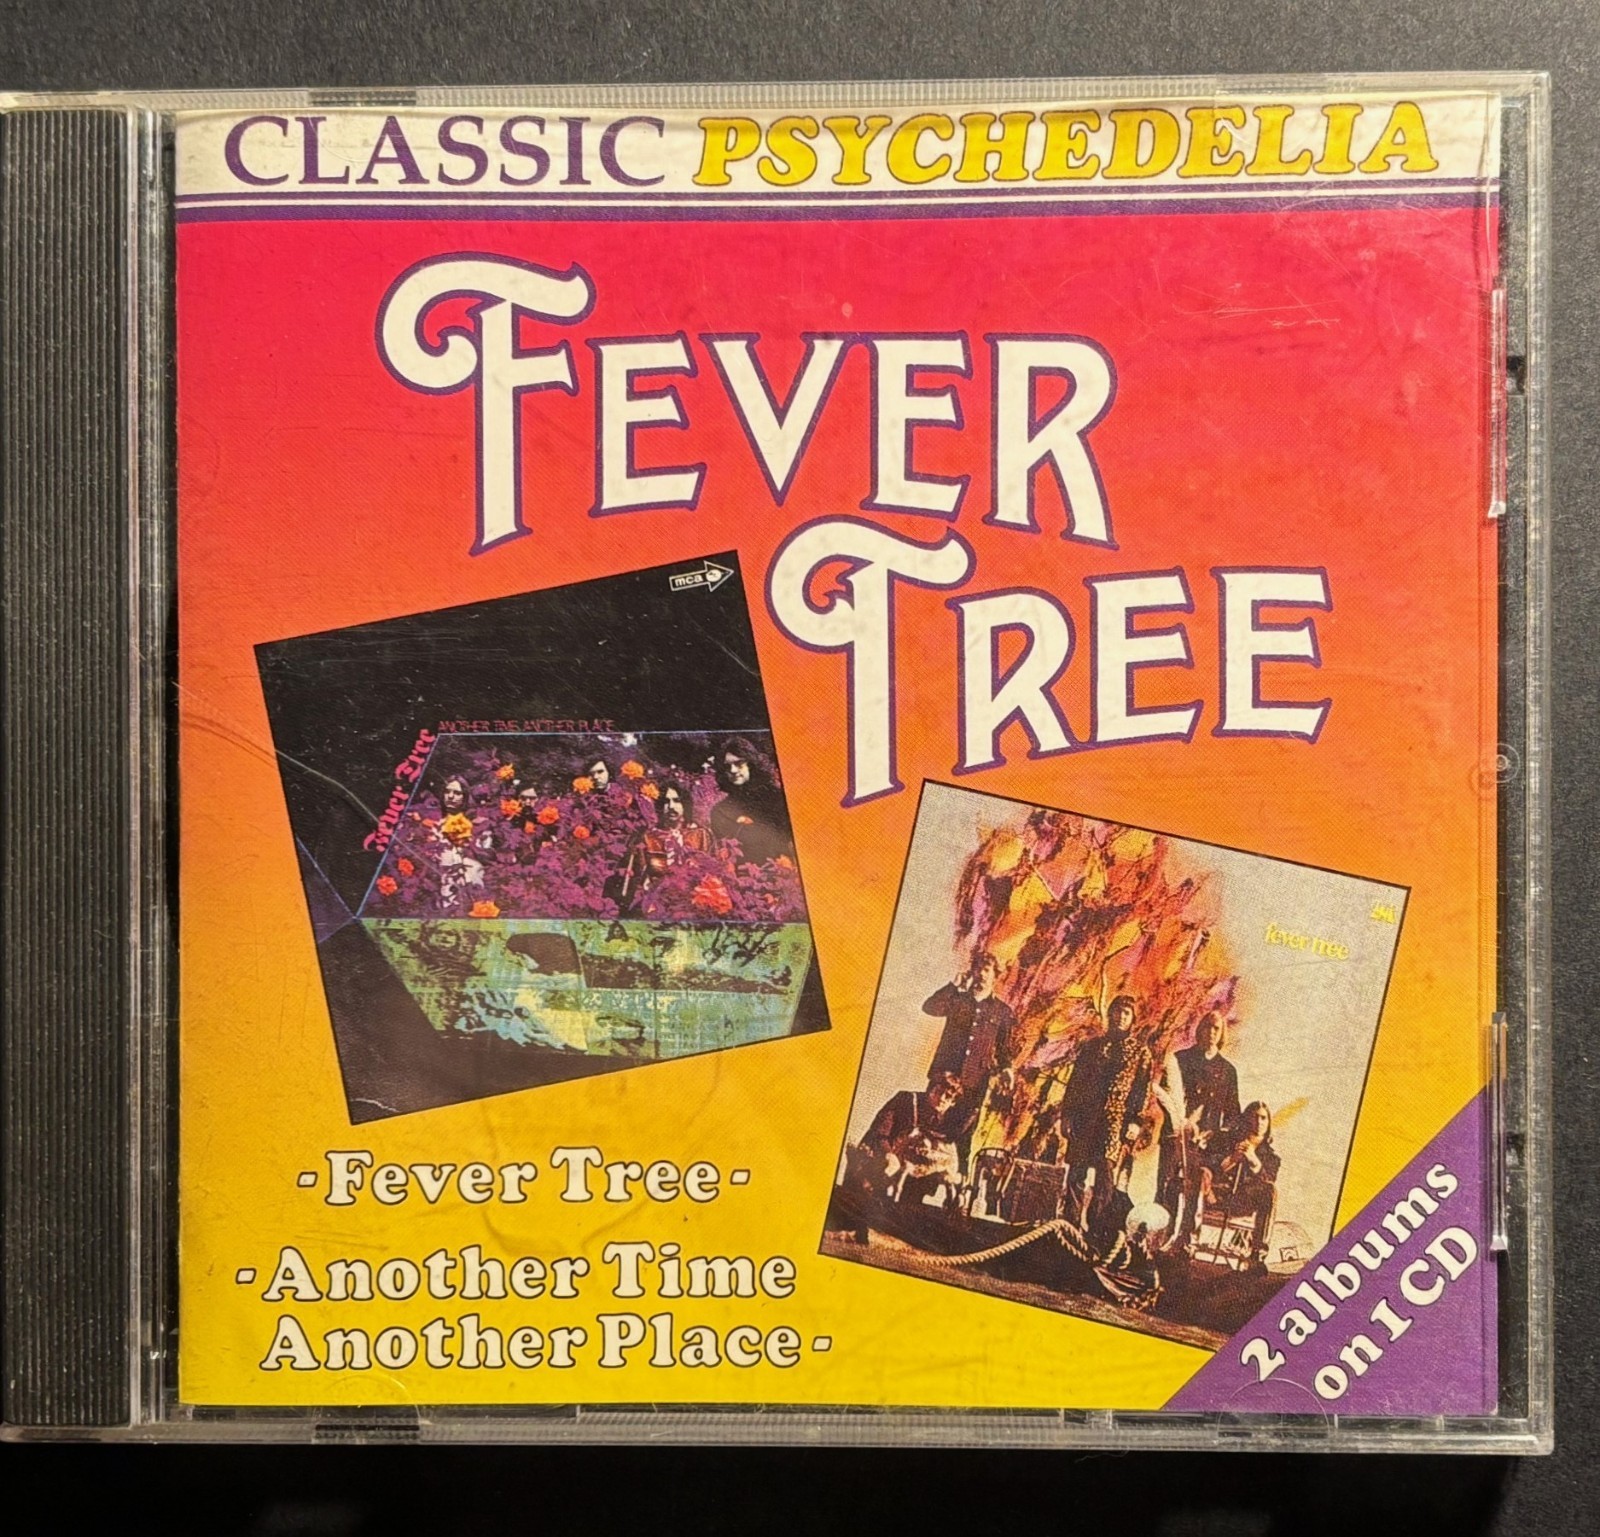 CLASSIC PSYCHEDELIA
FEVER
TREE
mca
ANOTHER TIME ANOTHER PLACE
Fever Tree
fever tree
-Fever Tree-
-Another Time
Another Place-
2 albums
on 1 CD